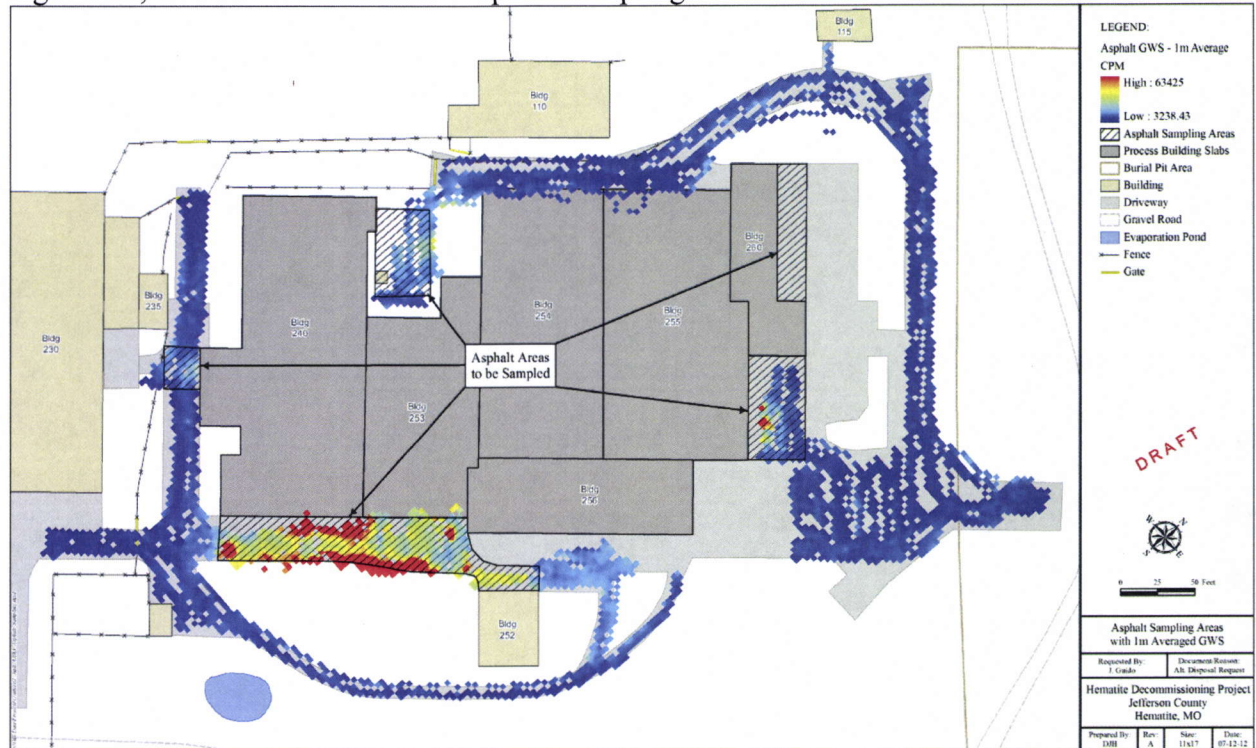 Bldg
115
Bldg
110
Bldg
235
Bldg
230
Bldg
240
Bldg
254
Bldg
255
Bldg
260
Asphalt Areas
to be Sampled
Bldg
253
Bldg
256
Bldg
252
LEGEND:
Asphalt GWS - 1m Average
CPM
High : 63425
Low : 3238.43
Asphalt Sampling Areas
Process Building Slabs
Burial Pit Area
Building
Driveway
Gravel Road
Evaporation Pond
Fence
Gate
DRAFT
W N
S E
0 25 50 Feet
Asphalt Sampling Areas
with 1m Averaged GWS
Requested By:
J. Guido
Document/Reason:
Alt. Disposal Request
Hematite Decommissioning Project
Jefferson County
Hematite, MO
Prepared By:
DJH
Rev:
A
Size:
11x17
Date:
07-12-12